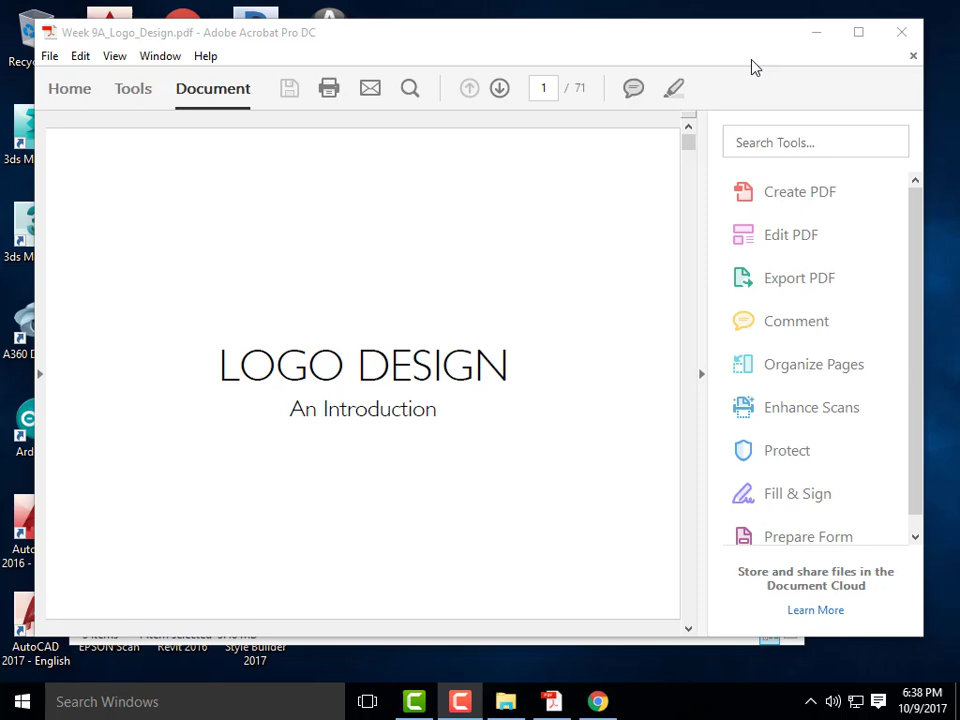 Week 9A_Logo_Design.pdf - Adobe Acrobat Pro DC
File Edit View Window Help
Home Tools Document 1 / 71
Search Tools...
Create PDF
Edit PDF
Export PDF
Comment
Organize Pages
Enhance Scans
Protect
Fill & Sign
Prepare Form
Store and share files in the
Document Cloud
Learn More
LOGO DESIGN
An Introduction
Recy
3ds M
3ds M
A360 D
Ard
Auto
2016 -
AutoCAD
2017 - English
EPSON Scan
Revit 2016
Style Builder
2017
Search Windows
6:38 PM
10/9/2017